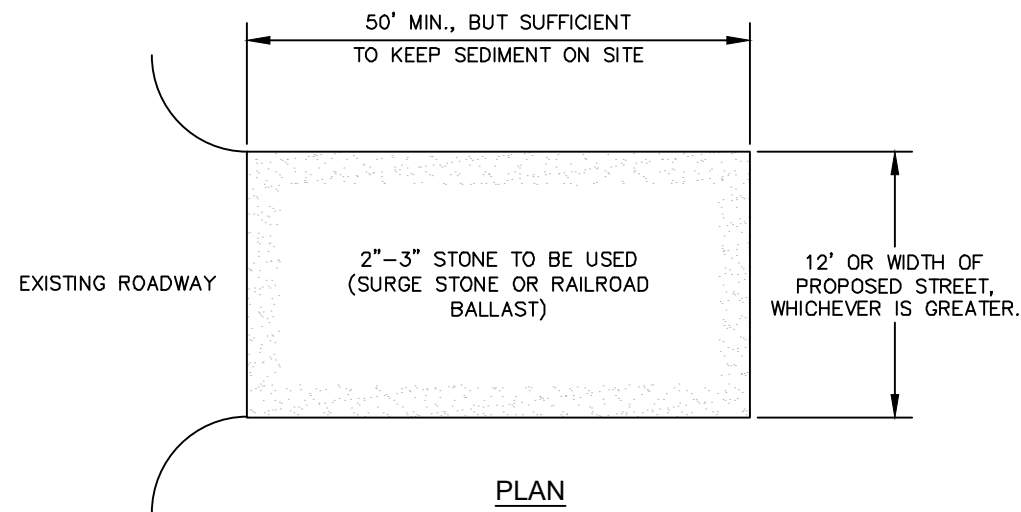 50' MIN., BUT SUFFICIENT
TO KEEP SEDIMENT ON SITE
EXISTING ROADWAY
2"-3" STONE TO BE USED
(SURGE STONE OR RAILROAD
BALLAST)
12' OR WIDTH OF
PROPOSED STREET,
WHICHEVER IS GREATER.
PLAN